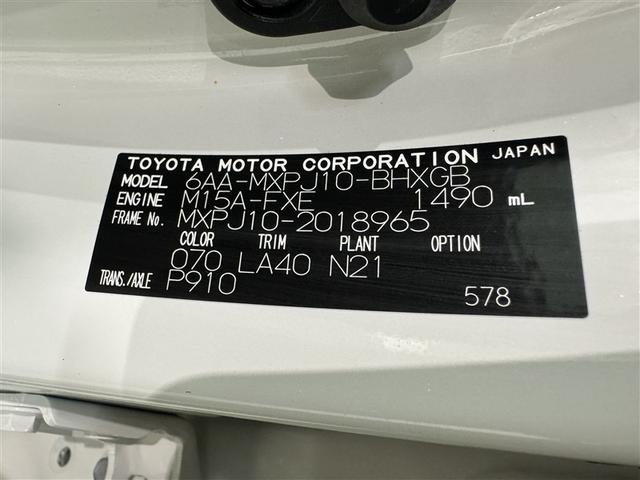 TOYOTA MOTOR CORPORATION JAPAN
MODEL 6AA-MXPJ10-BHXGB
ENGINE M15A-FXE 1490 mL
FRAME No. MXPJ10-2018965
COLOR TRIM PLANT OPTION
070 LA40 N21
TRANS./AXLE P910
578